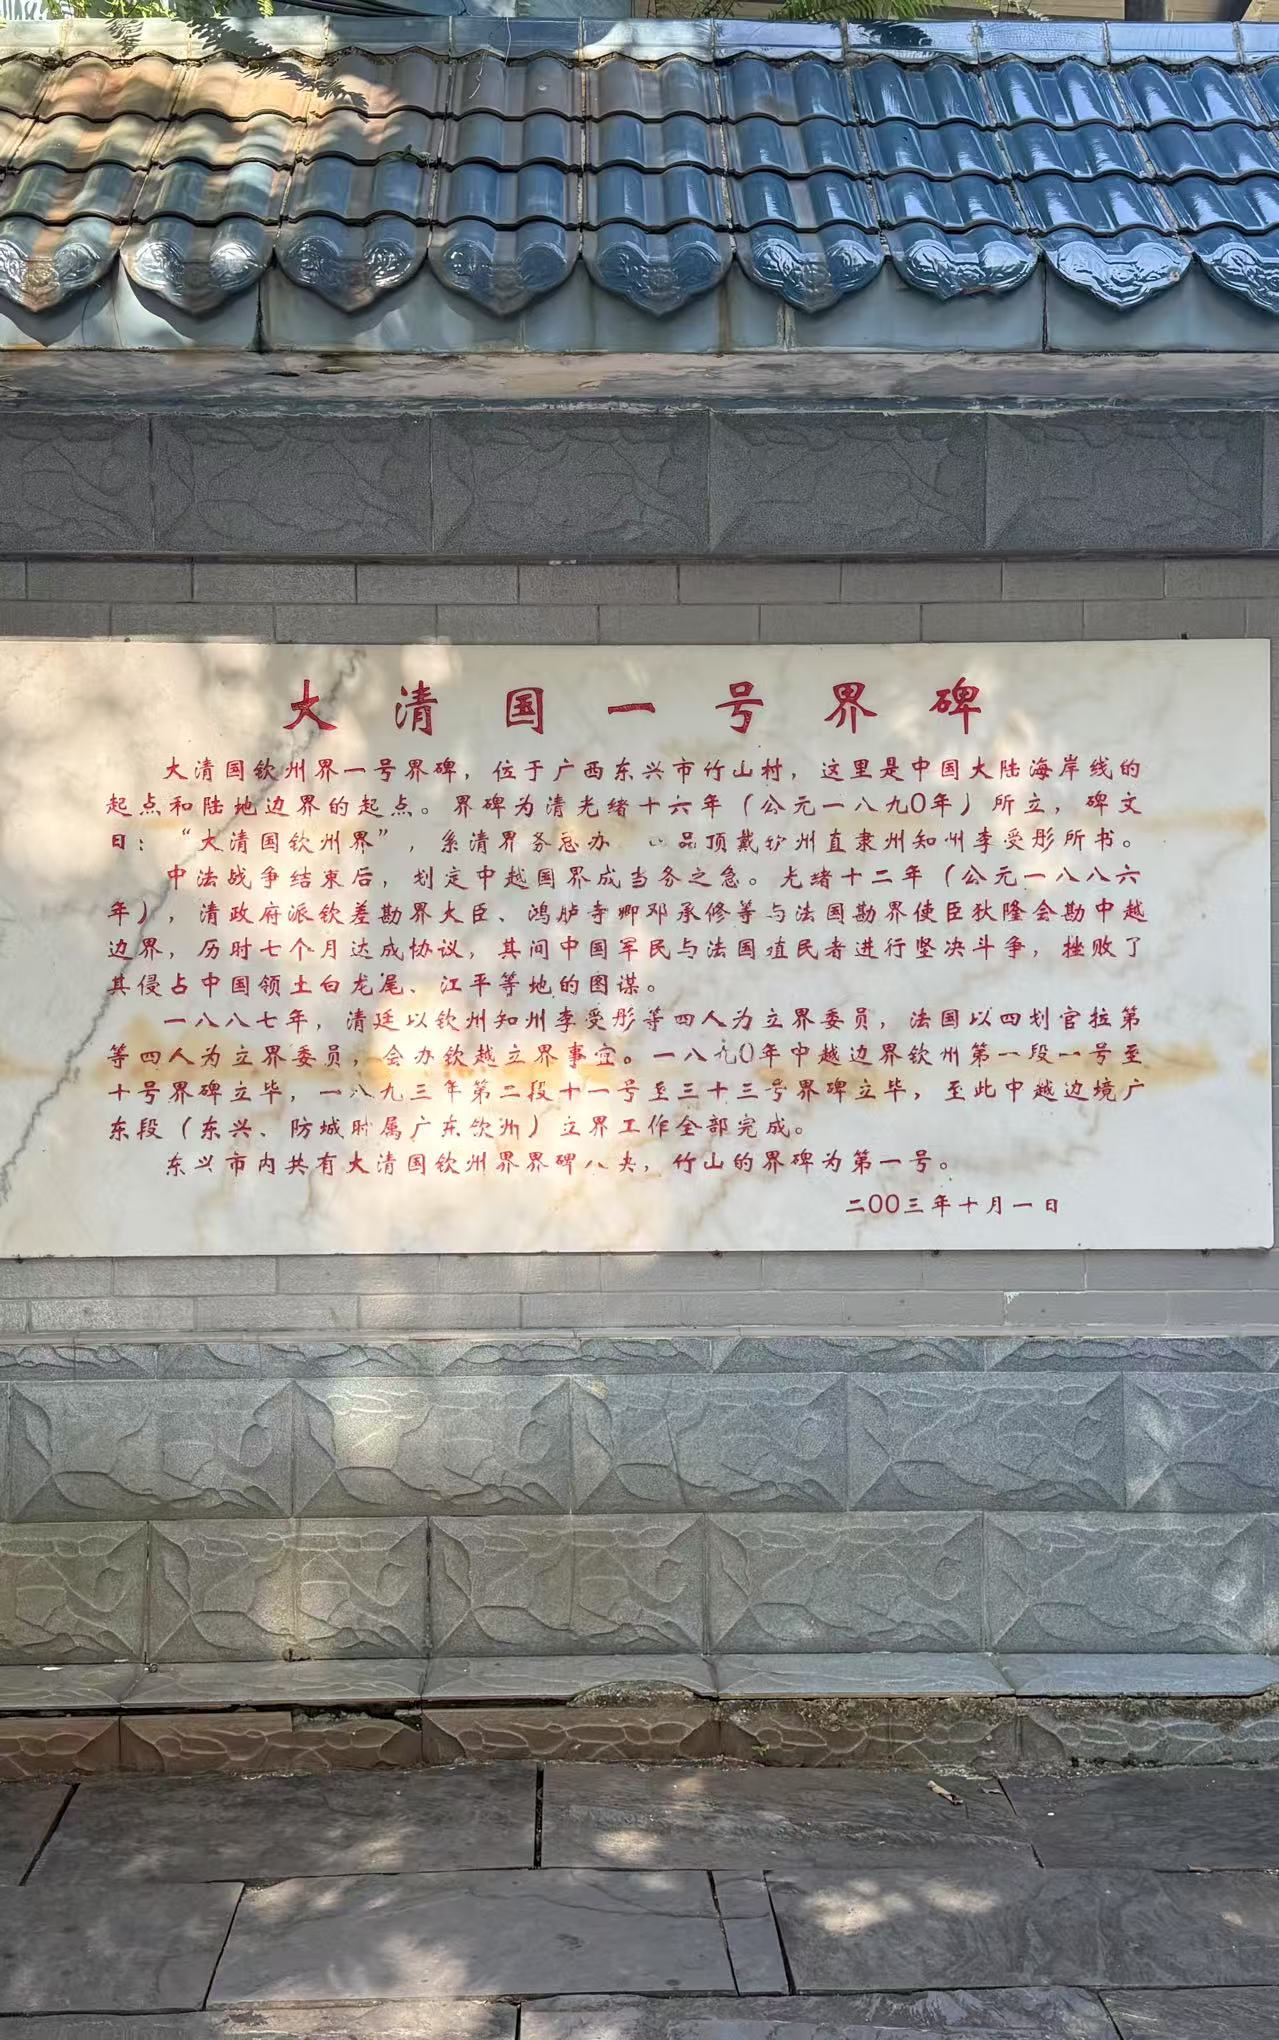 大清国一号界碑
大清国钦州界一号界碑，位于广西东兴市竹山村，这里是中国大陆海岸线的
起点和陆地边界的起点。界碑为清光绪十六年（公元一八九0年）所立，碑文
曰：“大清国钦州界”，系清界务总办 品顶戴钦州直隶州知州李受彤所书。
中法战争结束后，划定中越国界成当务之急。光绪十二年（公元一八八六
年），清政府派钦差勘界大臣、鸿胪寺卿邓承修等与法国勘界使臣狄隆会勘中越
边界，历时七个月达成协议，其间中国军民与法国殖民者进行坚决斗争，挫败了
其侵占中国领土白龙尾、江平等地的图谋。
一八八七年，清廷以钦州知州李受彤等四人为立界委员，法国以四划官拉第
等四人为立界委员，会办钦越立界事宜。一八九0年中越边界钦州第一段一号至
十号界碑立毕，一八九三年第二段十一号至三十三号界碑立毕，至此中越边境广
东段（东兴、防城时属广东钦州）立界工作全部完成。
东兴市内共有大清国钦州界界碑八块，竹山的界碑为第一号。
二00三年十月一日